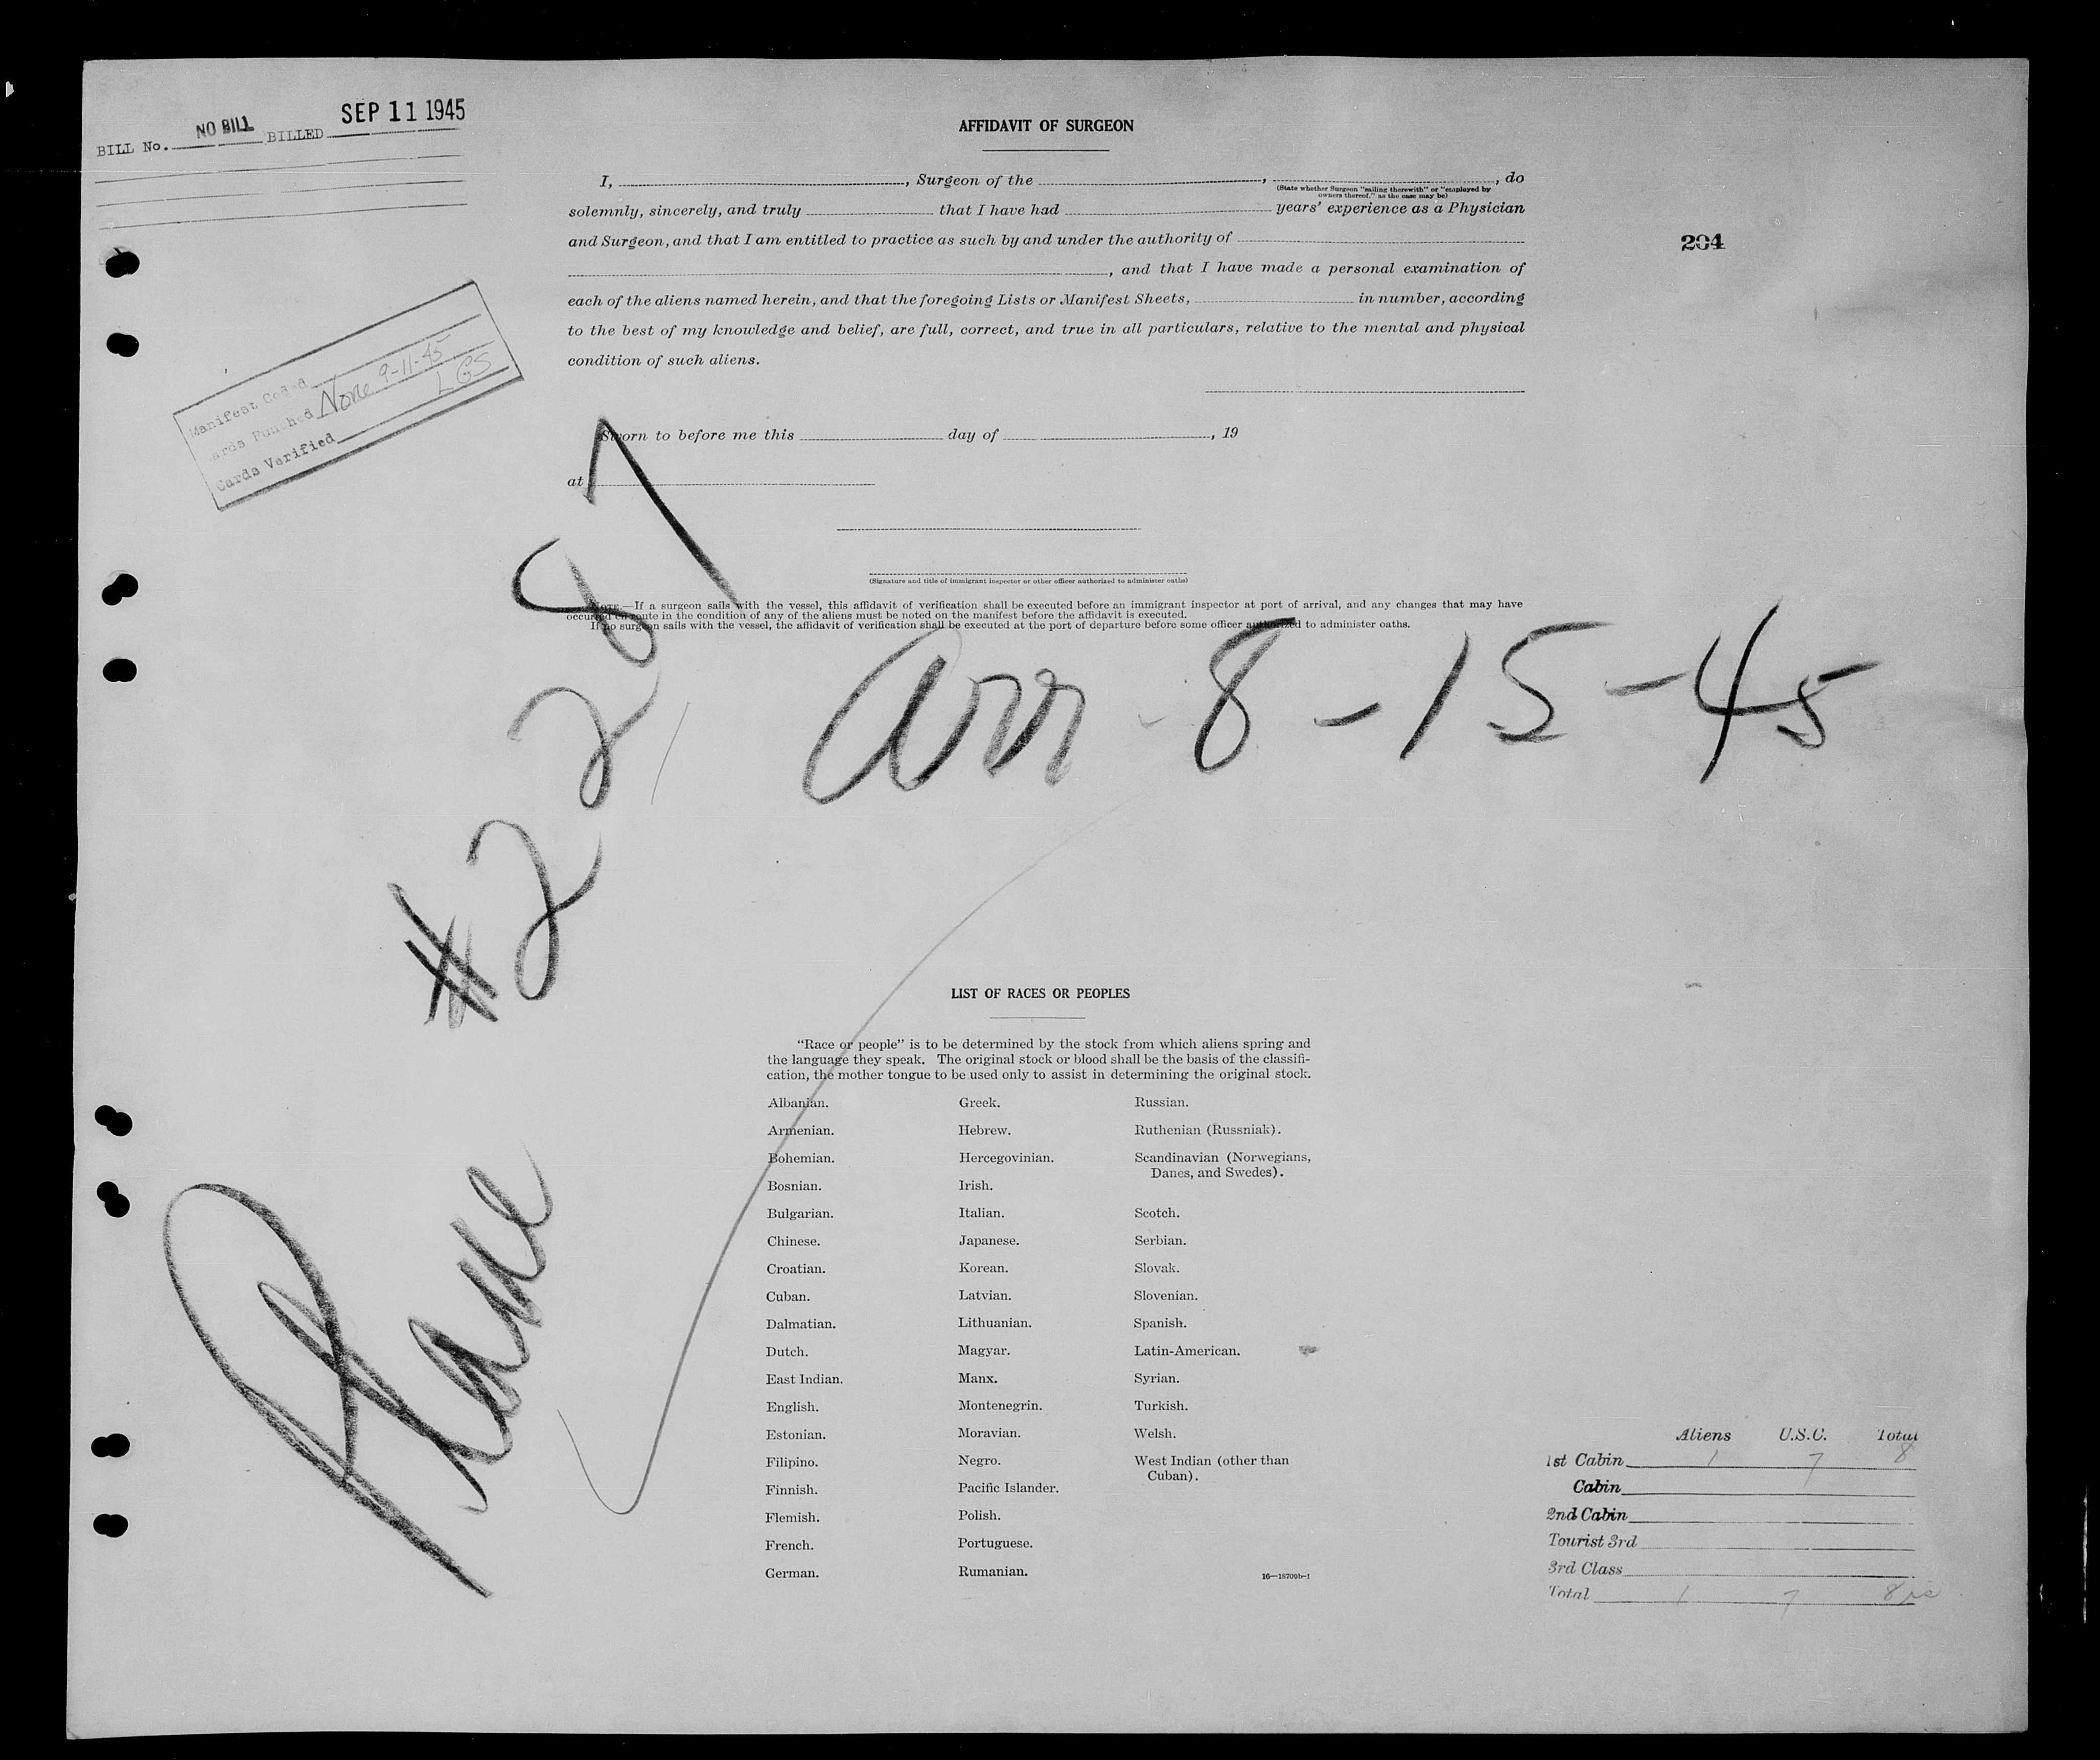 BILL No. NO BILL BILLED SEP 11 1945
AFFIDAVIT OF SURGEON
I, , Surgeon of the , , do
(State whether Surgeon "sailing therewith" or "employed by
owners thereof," as the case may be)
solemnly, sincerely, and truly that I have had years' experience as a Physician
and Surgeon, and that I am entitled to practice as such by and under the authority of
204
, and that I have made a personal examination of
each of the aliens named herein, and that the foregoing Lists or Manifest Sheets, in number, according
to the best of my knowledge and belief, are full, correct, and true in all particulars, relative to the mental and physical
condition of such aliens.
Manifest Coded
Cards Punched None 9-11-45
Cards Verified LGS
Sworn to before me this day of , 19
at
(Signature and title of immigrant inspector or other officer authorized to administer oaths)
NOTE.—If a surgeon sails with the vessel, this affidavit of verification shall be executed before an immigrant inspector at port of arrival, and any changes that may have
occurred en route in the condition of any of the aliens must be noted on the manifest before the affidavit is executed.
If no surgeon sails with the vessel, the affidavit of verification shall be executed at the port of departure before some officer authorized to administer oaths.
Plane #2287
Arr - 8-15-45
LIST OF RACES OR PEOPLES
"Race or people" is to be determined by the stock from which aliens spring and
the language they speak. The original stock or blood shall be the basis of the classifi-
cation, the mother tongue to be used only to assist in determining the original stock.
Albanian. Greek. Russian.
Armenian. Hebrew. Ruthenian (Russniak).
Bohemian. Hercegovinian. Scandinavian (Norwegians,
Danes, and Swedes).
Bosnian. Irish.
Bulgarian. Italian. Scotch.
Chinese. Japanese. Serbian.
Croatian. Korean. Slovak.
Cuban. Latvian. Slovenian.
Dalmatian. Lithuanian. Spanish.
Dutch. Magyar. Latin-American.
East Indian. Manx. Syrian.
English. Montenegrin. Turkish.
Estonian. Moravian. Welsh.
Filipino. Negro. West Indian (other than
Cuban).
Finnish. Pacific Islander.
Flemish. Polish.
French. Portuguese.
German. Rumanian.
16—18709b-1
Aliens U.S.C. Total
1st Cabin 1 7 8
Cabin
2nd Cabin
Tourist 3rd
3rd Class
Total 1 7 8